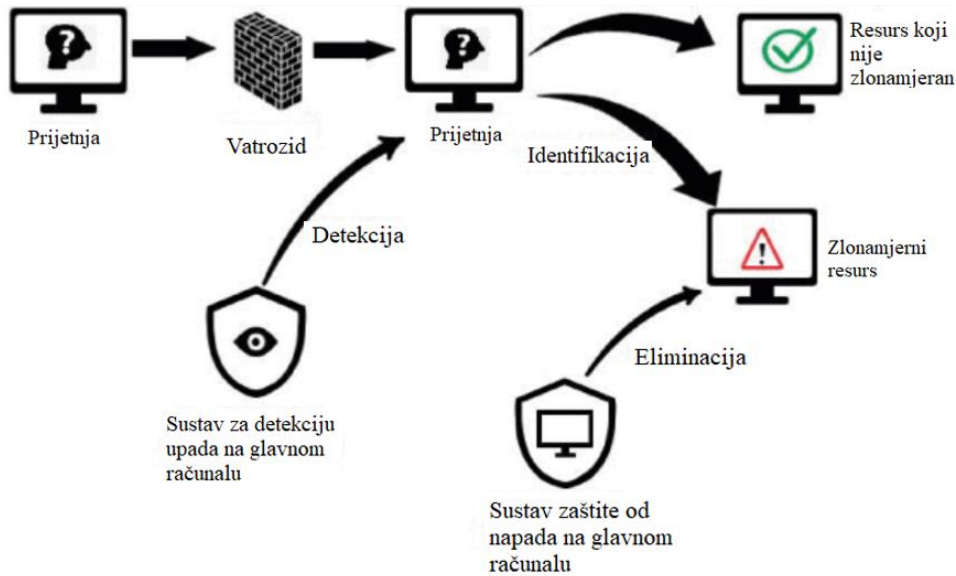 Prijetnja
Vatrozid
Prijetnja
Resurs koji
nije
zlonamjeran
Identifikacija
Detekcija
Zlonamjerni
resurs
Eliminacija
Sustav za detekciju
upada na glavnom
računalu
Sustav zaštite od
napada na glavnom
računalu